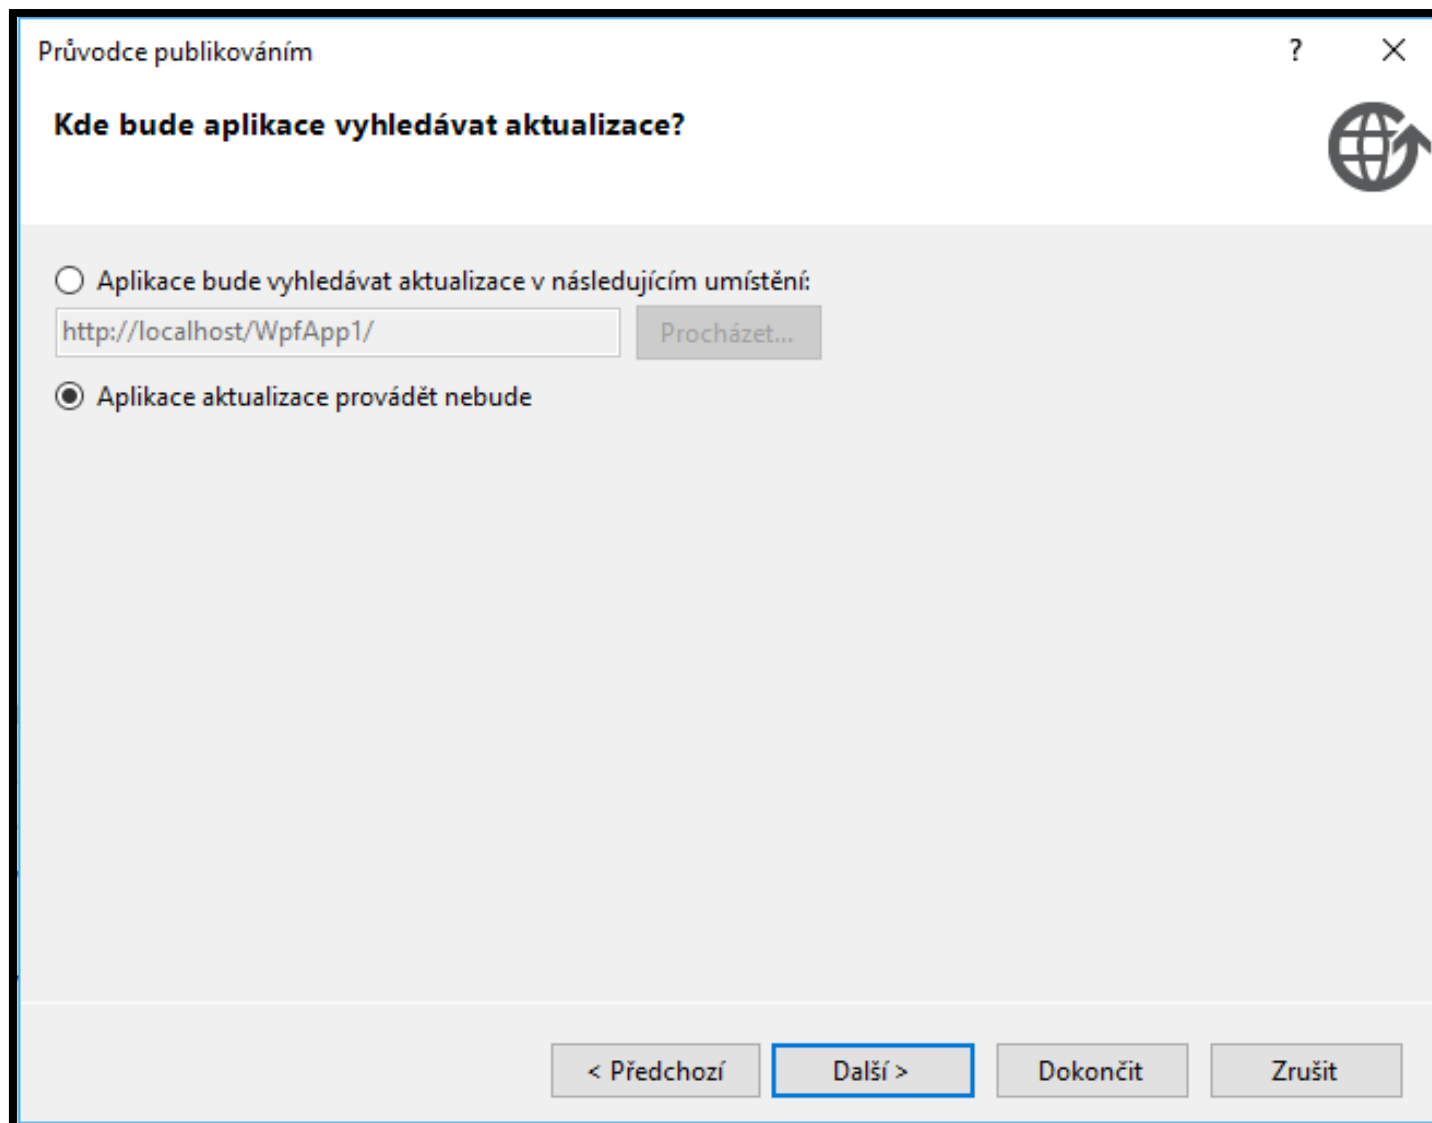 Průvodce publikováním ?
Kde bude aplikace vyhledávat aktualizace?
Aplikace bude vyhledávat aktualizace v následujícím umístění:
http://localhost/WpfApp1/ Procházet...
Aplikace aktualizace provádět nebude
< Předchozí Další > Dokončit Zrušit